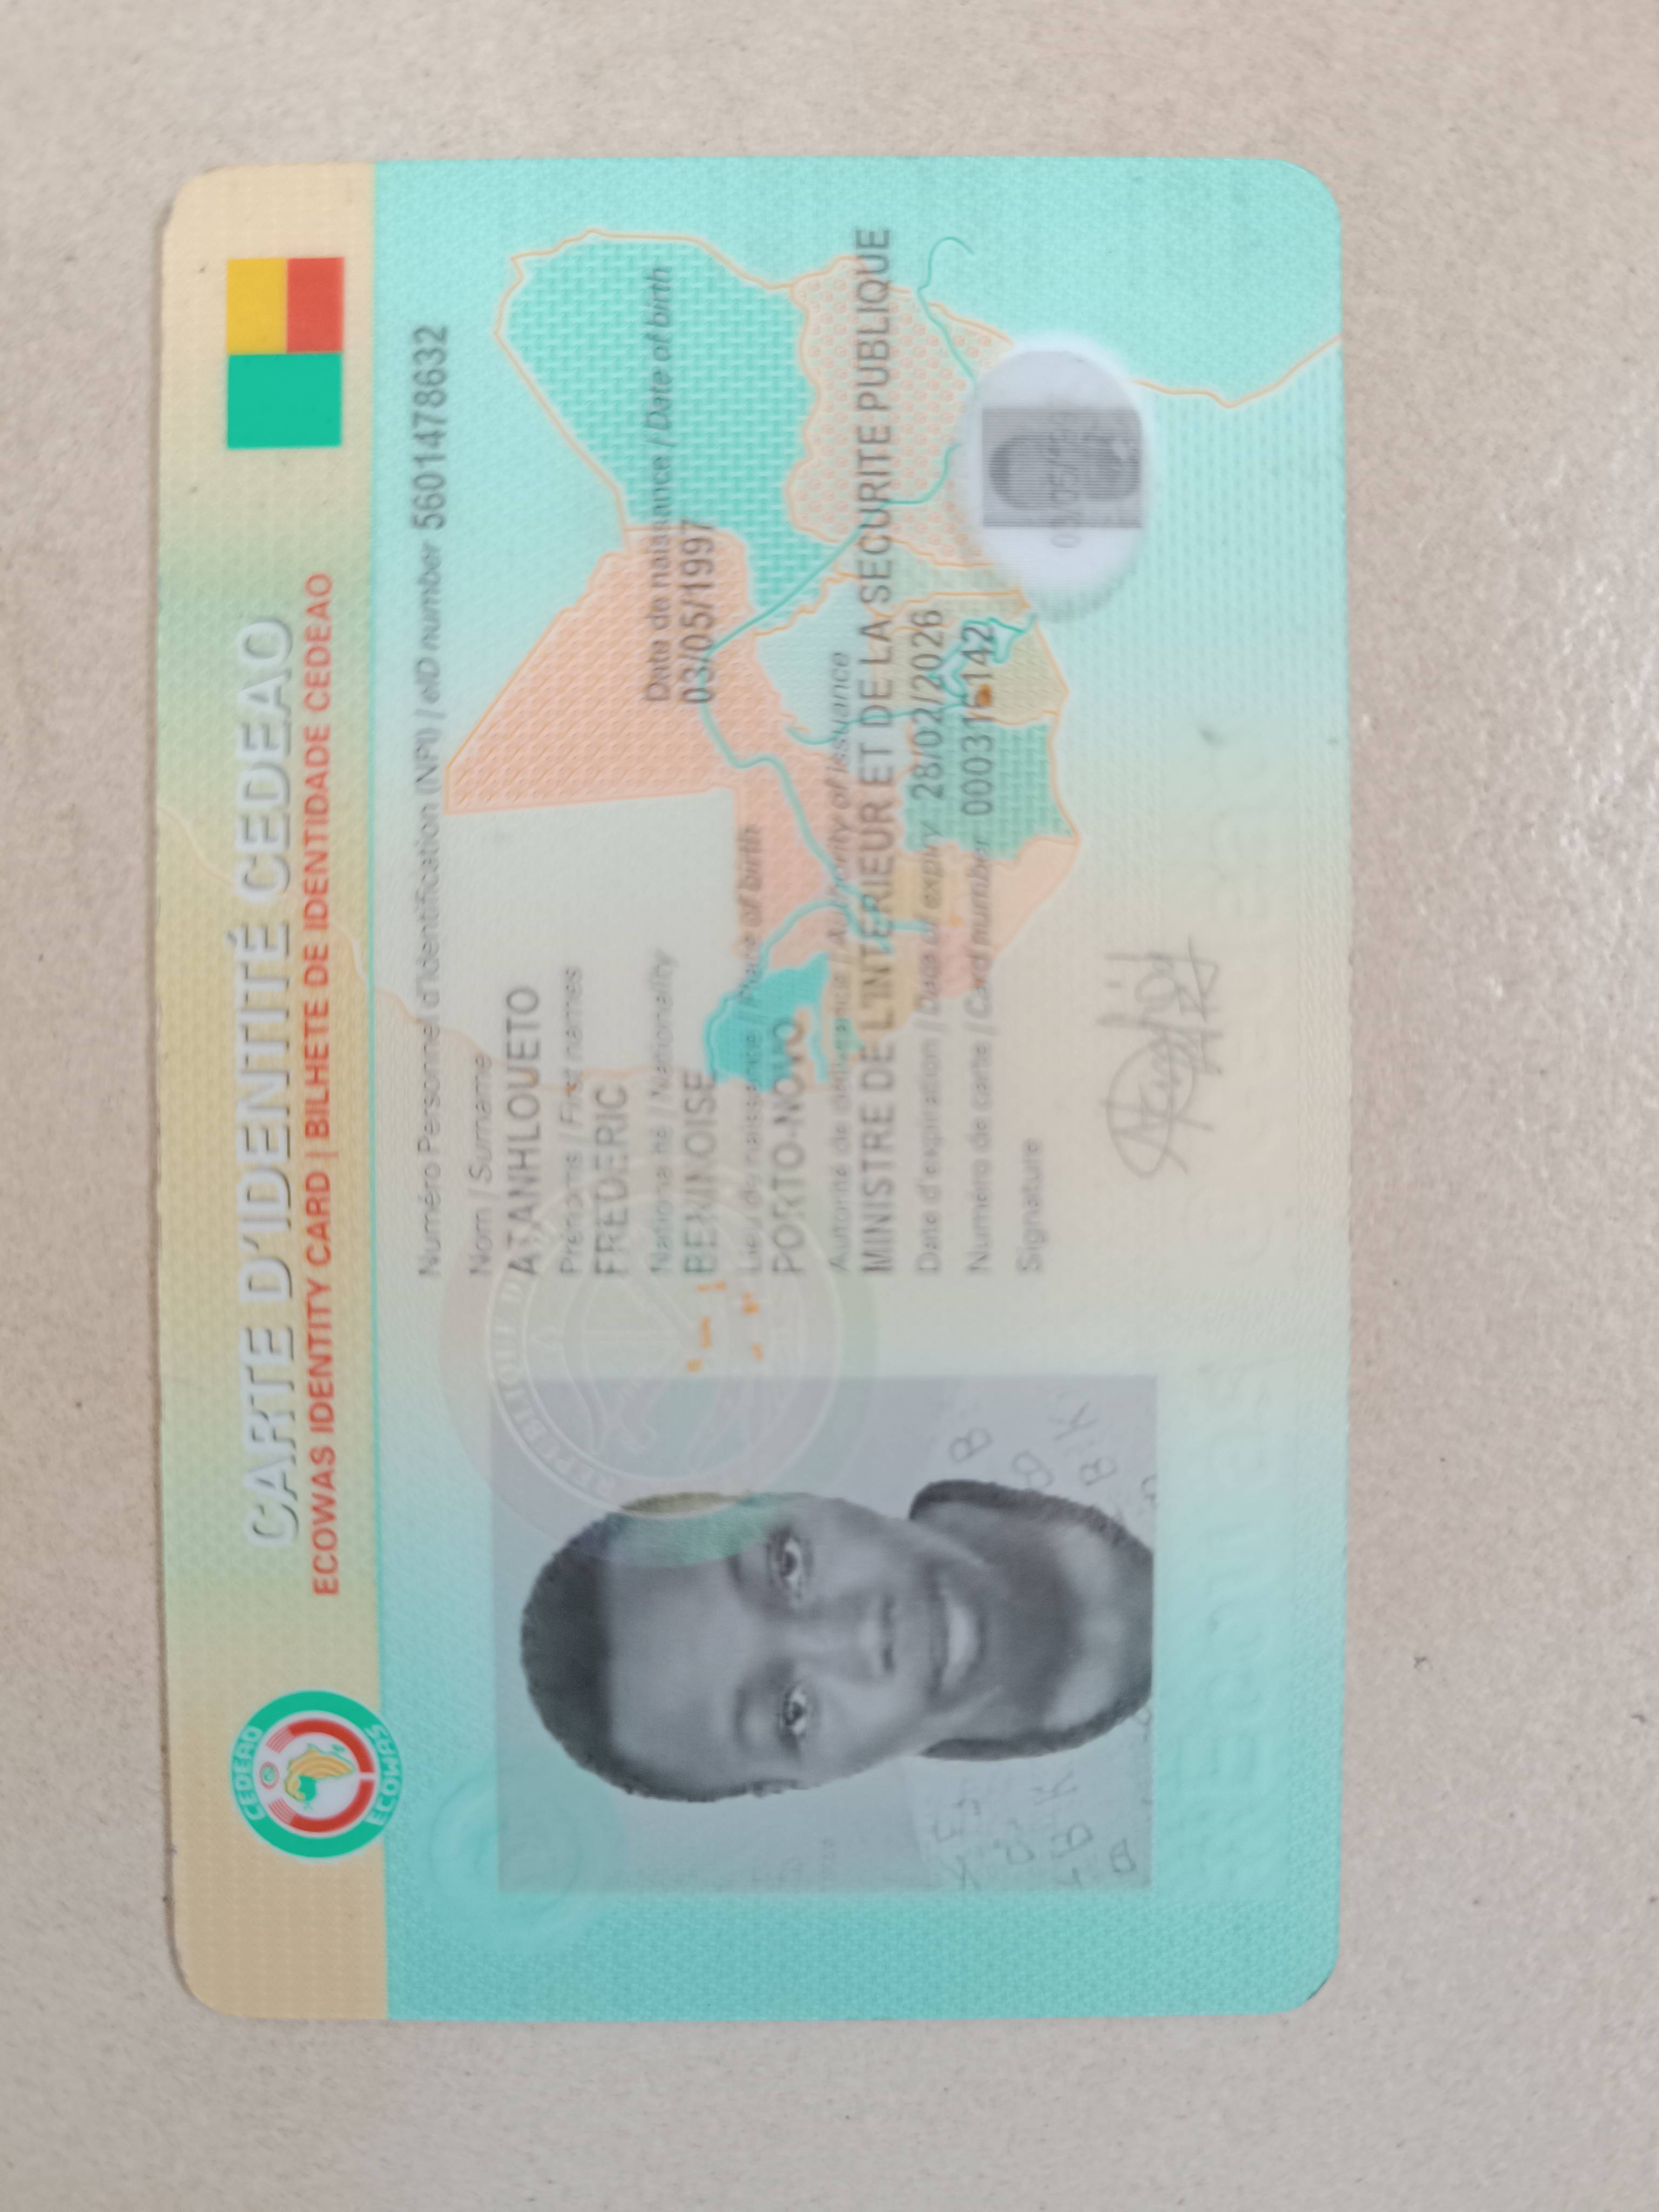 CARTE D'IDENTITÉ CEDEAO
ECOWAS IDENTITY CARD | BILHETE DE IDENTIDADE CEDEAO
CEDEAO
ECOWAS
Numéro Personnel d'Identification (NPI) / eID number 5601478632
Nom / Surname
ATANHLOUETO
Prénoms / First names
FREDERIC
Nationalité / Nationality
BENINOISE
Date de naissance / Date of birth
03/05/1997
Lieu de naissance / Place of birth
PORTO-NOVO
Autorité de délivrance / Authority of issuance
MINISTRE DE L'INTERIEUR ET DE LA SECURITE PUBLIQUE
Date d'expiration / Date of expiry 28/02/2026
Numéro de carte / Card number
Signature